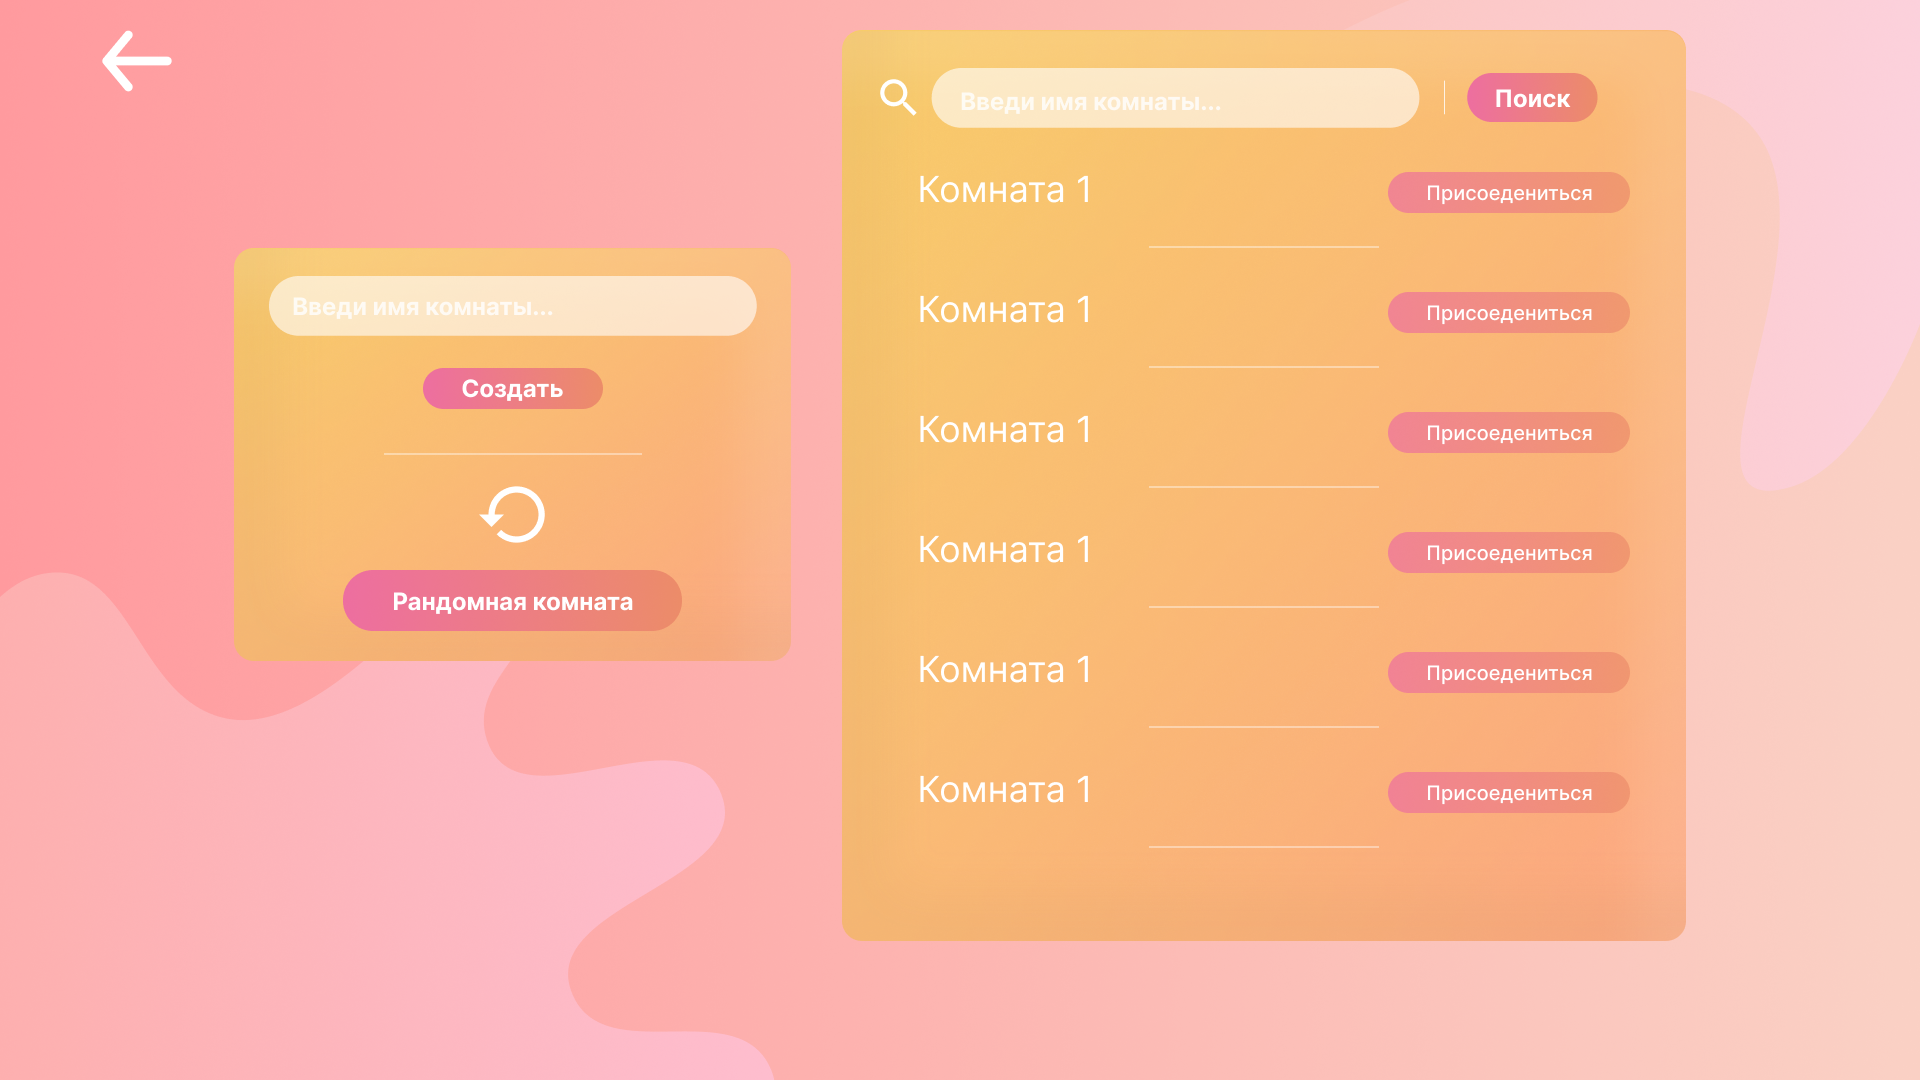 Введи имя комнаты...
Поиск
Комната 1
Присоедениться
Комната 1
Присоедениться
Комната 1
Присоедениться
Комната 1
Присоедениться
Комната 1
Присоедениться
Комната 1
Присоедениться
Введи имя комнаты...
Создать
Рандомная комната